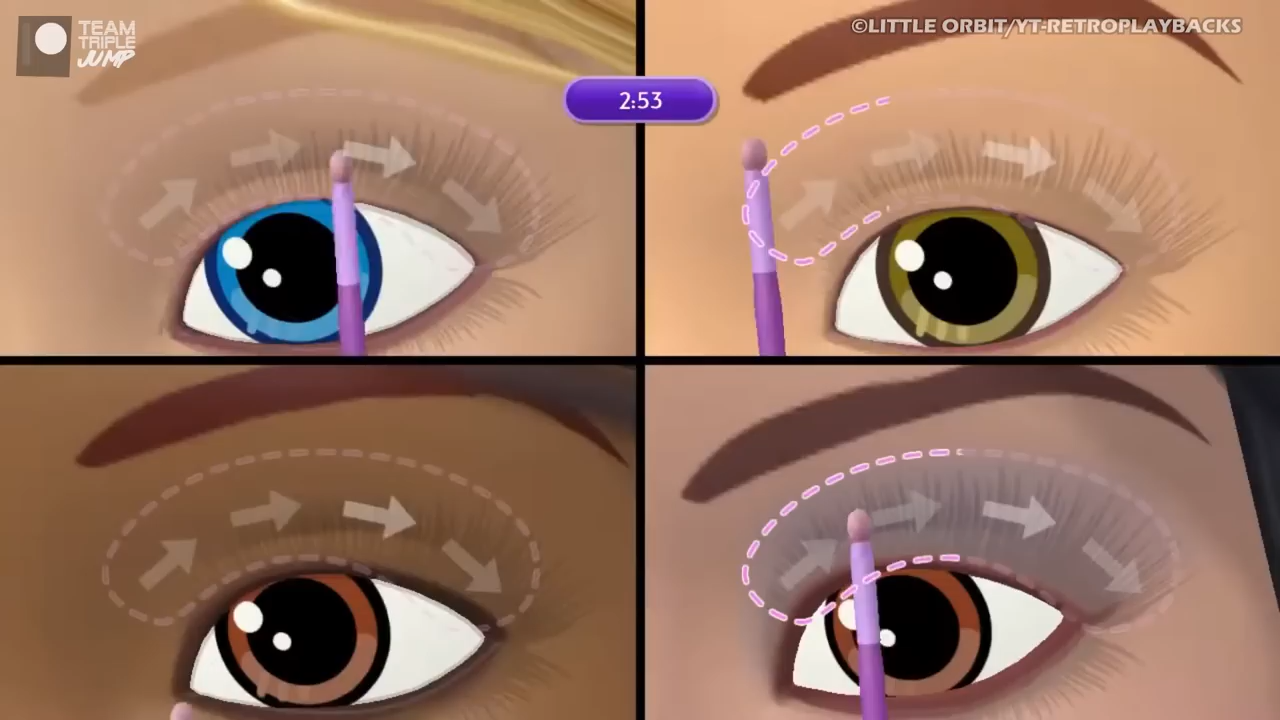 TEAM
TRIPLE
JUMP
©LITTLE ORBIT/YT-RETROPLAYBACKS
2:53